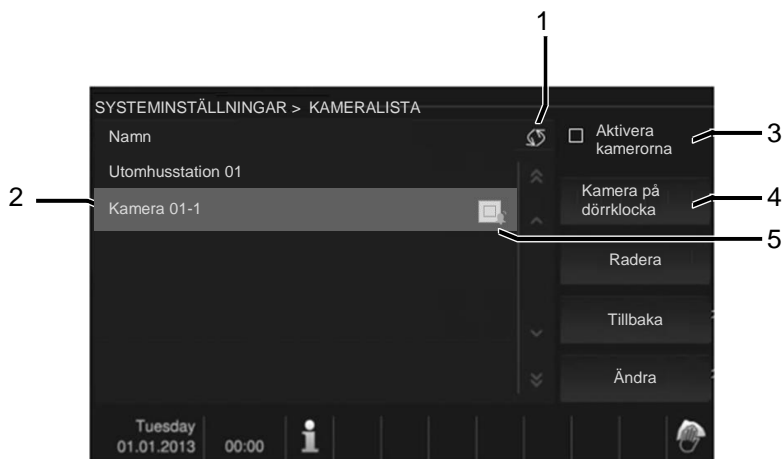 1
SYSTEMINSTÄLLNINGAR > KAMERALISTA
Namn
Aktivera
kamerorna
3
Utomhusstation 01
2
Kamera 01-1
Kamera på
dörrklocka
4
5
Radera
Tillbaka
Ändra
Tuesday
01.01.2013
00:00